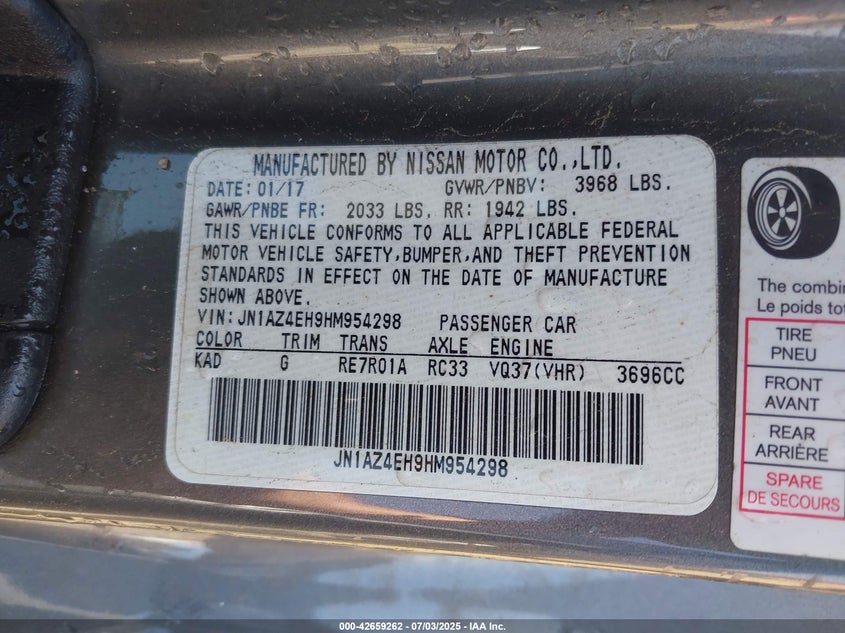 MANUFACTURED BY NISSAN MOTOR CO.,LTD.
DATE: 01/17 GVWR/PNBV: 3968 LBS.
GAWR/PNBE FR: 2033 LBS. RR: 1942 LBS.
THIS VEHICLE CONFORMS TO ALL APPLICABLE FEDERAL
MOTOR VEHICLE SAFETY,BUMPER,AND THEFT PREVENTION
STANDARDS IN EFFECT ON THE DATE OF MANUFACTURE
SHOWN ABOVE.
VIN:JN1AZ4EH9HM954298 PASSENGER CAR
COLOR TRIM TRANS AXLE ENGINE
KAD G RE7R01A RC33 VQ37(VHR) 3696CC
JN1AZ4EH9HM954298
The
Le poids
TIRE
PNEU
FRONT
AVANT
REAR
ARRIÈRE
SPARE
DE SECOURS
000-42659262 - 07/03/2025 - IAA Inc.